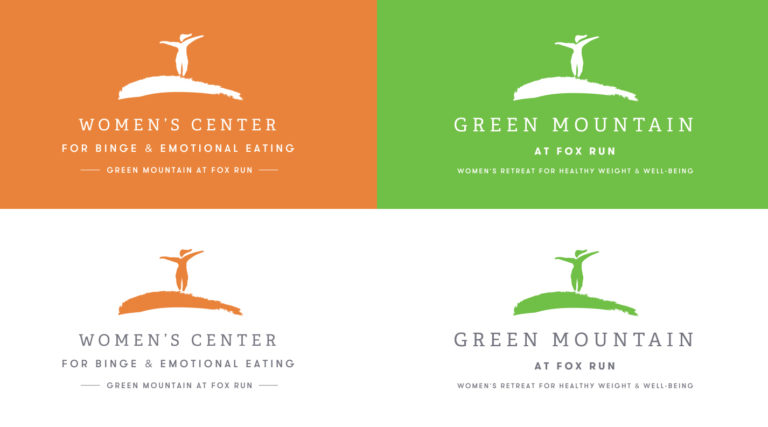 WOMEN'S CENTER
FOR BINGE & EMOTIONAL EATING
GREEN MOUNTAIN AT FOX RUN
GREEN MOUNTAIN
AT FOX RUN
WOMEN'S RETREAT FOR HEALTHY WEIGHT & WELL-BEING
WOMEN'S CENTER
FOR BINGE & EMOTIONAL EATING
GREEN MOUNTAIN AT FOX RUN
GREEN MOUNTAIN
AT FOX RUN
WOMEN'S RETREAT FOR HEALTHY WEIGHT & WELL-BEING